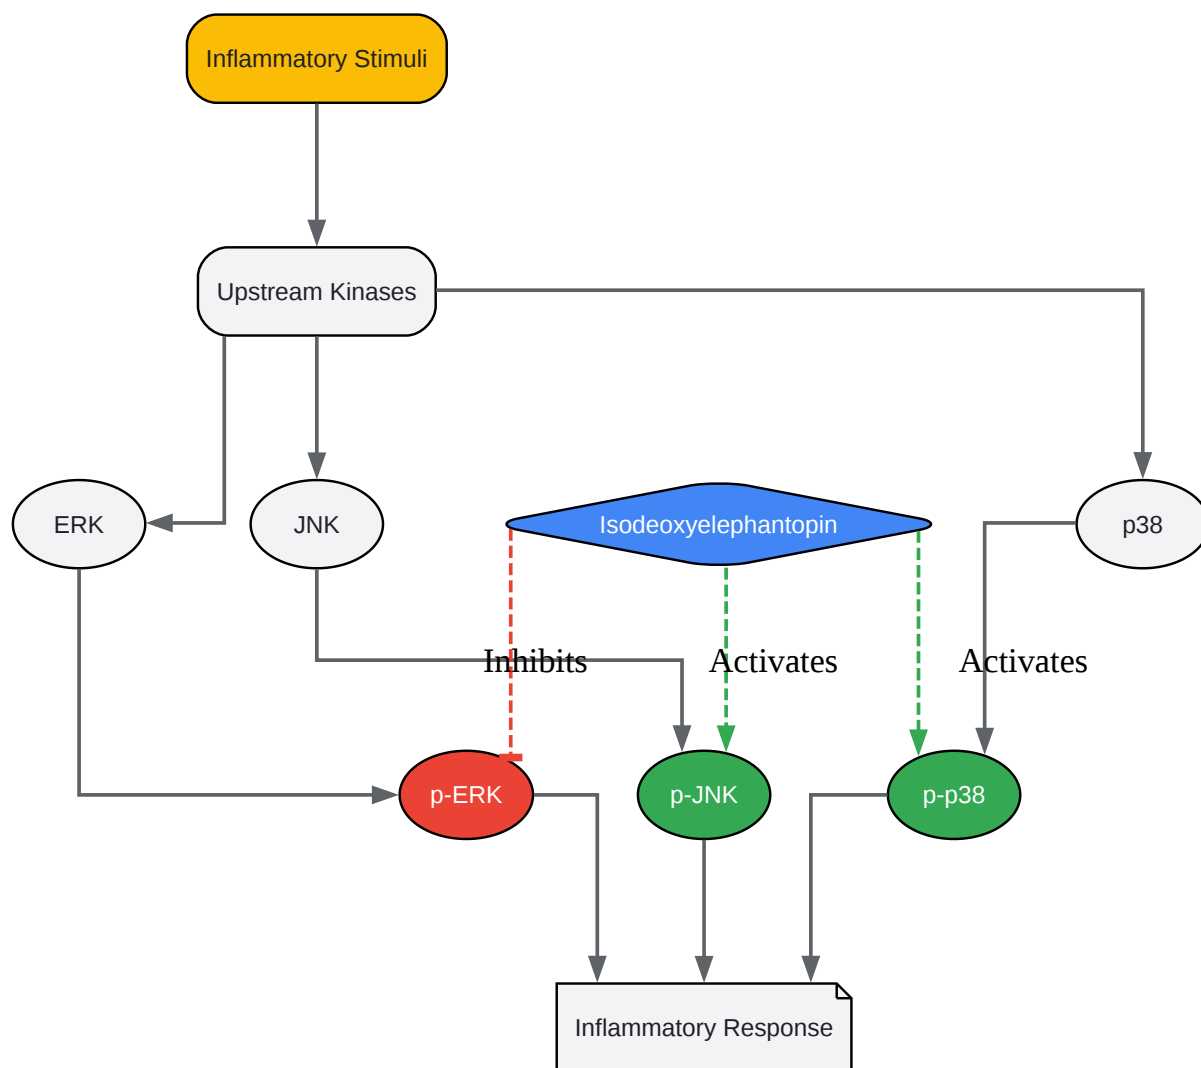 Inflammatory Stimuli
Upstream Kinases
ERK
JNK
Isodeoxyelephantopin
p38
Inhibits
Activates
Activates
p-ERK
p-JNK
p-p38
Inflammatory Response